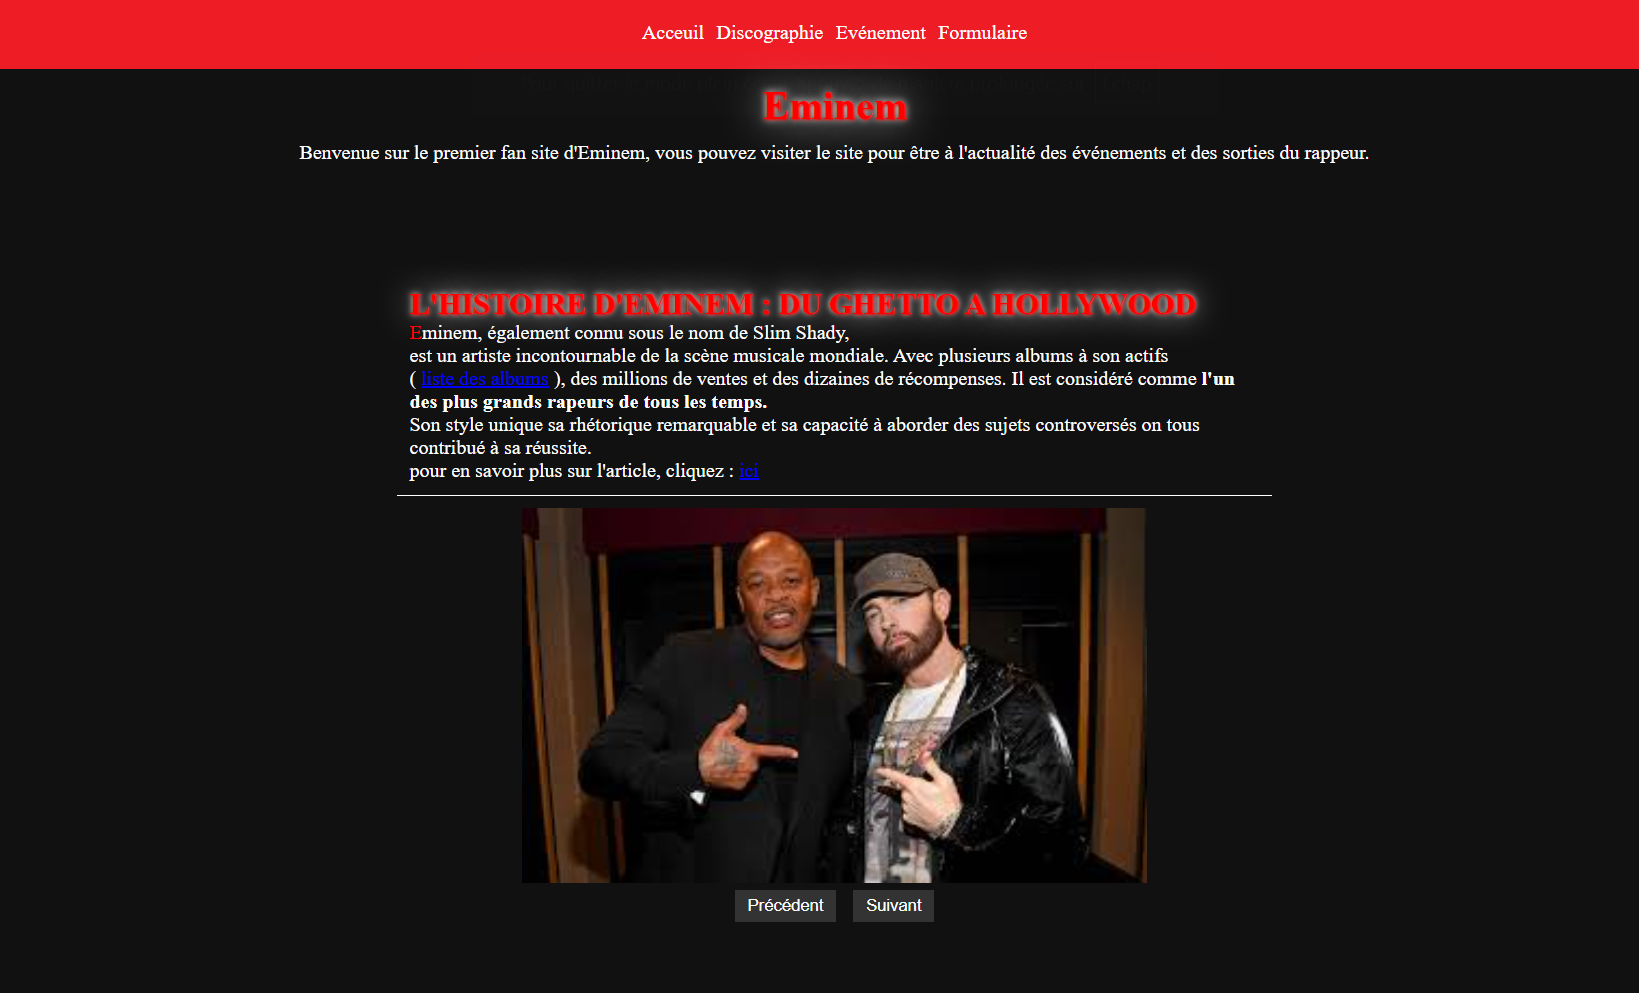 Acceuil Discographie Evénement Formulaire
Eminem
Benvenue sur le premier fan site d'Eminem, vous pouvez visiter le site pour être à l'actualité des événements et des sorties du rappeur.
L'HISTOIRE D'EMINEM : DU GHETTO A HOLLYWOOD
Eminem, également connu sous le nom de Slim Shady,
est un artiste incontournable de la scène musicale mondiale. Avec plusieurs albums à son actifs
( liste des albums ), des millions de ventes et des dizaines de récompenses. Il est considéré comme l'un
des plus grands rapeurs de tous les temps.
Son style unique sa rhétorique remarquable et sa capacité à aborder des sujets controversés on tous
contribué à sa réussite.
pour en savoir plus sur l'article, cliquez : ici
Précédent Suivant